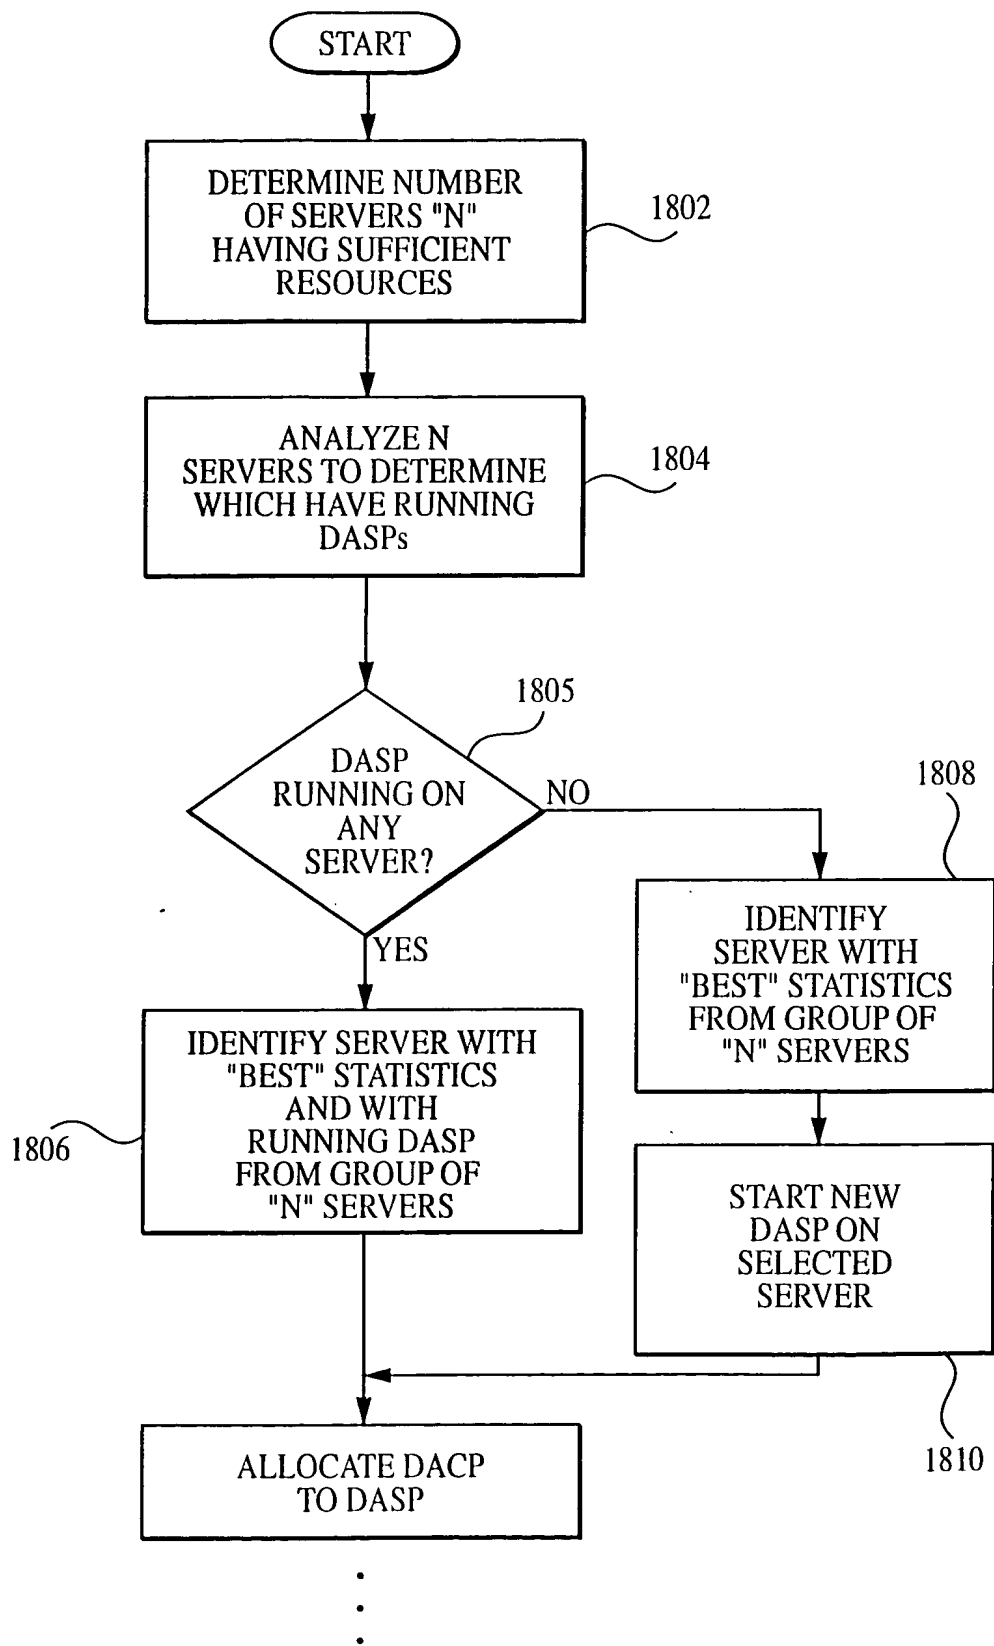 START
DETERMINE NUMBER
OF SERVERS "N"
HAVING SUFFICIENT
RESOURCES
1802
ANALYZE N
SERVERS TO DETERMINE
WHICH HAVE RUNNING
DASPs
1804
1805
DASP
RUNNING ON
ANY
SERVER?
NO
YES
1808
IDENTIFY
SERVER WITH
"BEST" STATISTICS
FROM GROUP OF
"N" SERVERS
IDENTIFY SERVER WITH
"BEST" STATISTICS
AND WITH
RUNNING DASP
FROM GROUP OF
"N" SERVERS
1806
START NEW
DASP ON
SELECTED
SERVER
1810
ALLOCATE DACP
TO DASP